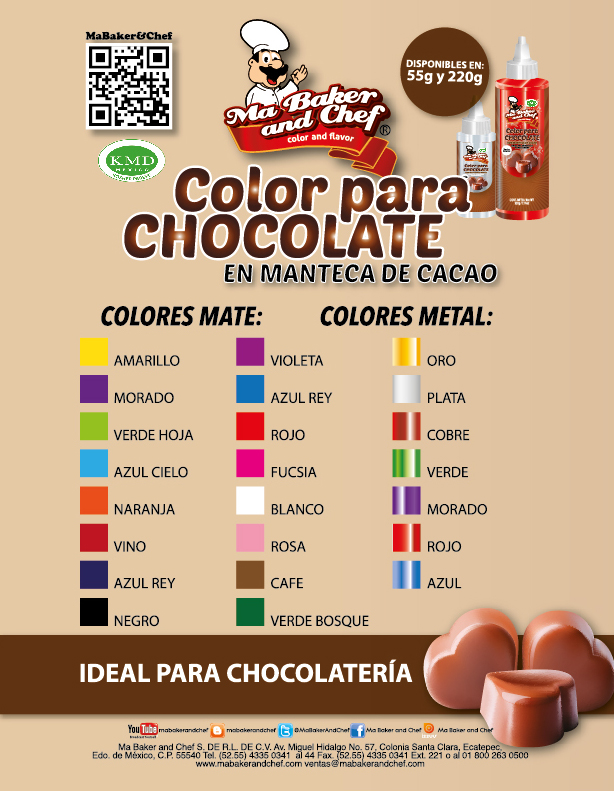 MaBaker&Chef
DISPONIBLES EN:
55g y 220g
Ma Baker
and Chef ®
color and flavor
KMD
MÉXICO
Color para
CHOCOLATE
EN MANTECA DE CACAO
COLORES MATE:
COLORES METAL:
AMARILLO VIOLETA ORO
MORADO AZUL REY PLATA
VERDE HOJA ROJO COBRE
AZUL CIELO FUCSIA VERDE
NARANJA BLANCO MORADO
VINO ROSA ROJO
AZUL REY CAFE AZUL
NEGRO VERDE BOSQUE
IDEAL PARA CHOCOLATERÍA
YouTube mabakerandchef mabakerandchef @MaBakerAndChef Ma Baker and Chef Ma Baker and Chef
Ma Baker and Chef S. DE R.L. DE C.V. Av. Miguel Hidalgo No. 57, Colonia Santa Clara, Ecatepec,
Edo. de México, C.P. 55540 Tel. (52.55) 4335 0341 al 44 Fax. (52.55) 4335 0341 Ext. 221 o al 01 800 263 0500
www.mabakerandchef.com ventas@mabakerandchef.com